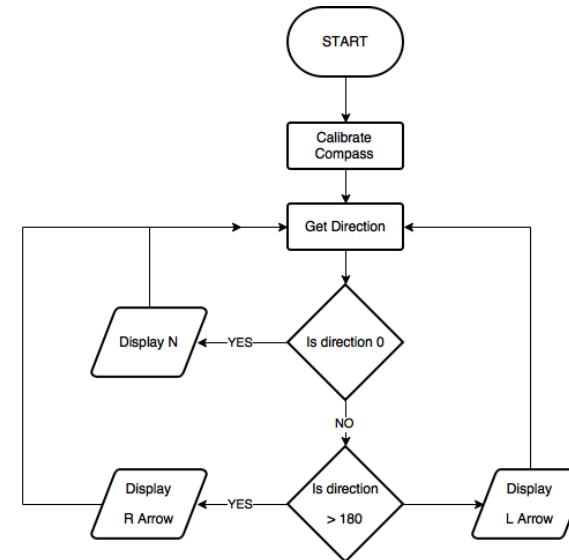 START
Calibrate
Compass
Get Direction
Display N
YES
Is direction 0
NO
Display
R Arrow
YES
Is direction
> 180
Display
L Arrow